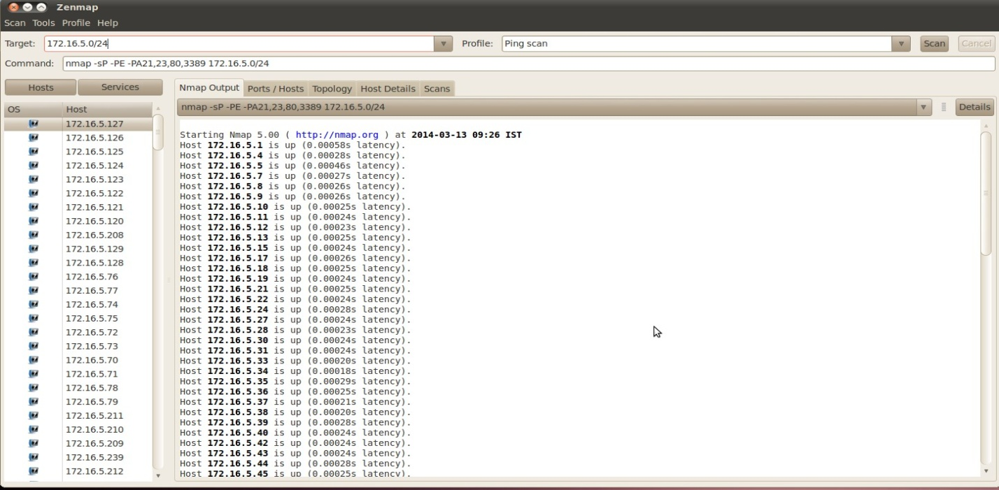 Zenmap
Scan Tools Profile Help
Target: 172.16.5.0/24 Profile: Ping scan Scan Cancel
Command: nmap -sP -PE -PA21,23,80,3389 172.16.5.0/24
Hosts Services
OS Host
172.16.5.127
172.16.5.126
172.16.5.125
172.16.5.124
172.16.5.123
172.16.5.122
172.16.5.121
172.16.5.120
172.16.5.208
172.16.5.129
172.16.5.128
172.16.5.76
172.16.5.77
172.16.5.74
172.16.5.75
172.16.5.72
172.16.5.73
172.16.5.70
172.16.5.71
172.16.5.78
172.16.5.79
172.16.5.211
172.16.5.210
172.16.5.209
172.16.5.239
172.16.5.212
Nmap Output Ports / Hosts Topology Host Details Scans
nmap -sP -PE -PA21,23,80,3389 172.16.5.0/24 Details
Starting Nmap 5.00 ( http://nmap.org ) at 2014-03-13 09:26 IST
Host 172.16.5.1 is up (0.00058s latency).
Host 172.16.5.4 is up (0.00028s latency).
Host 172.16.5.5 is up (0.00046s latency).
Host 172.16.5.7 is up (0.00027s latency).
Host 172.16.5.8 is up (0.00026s latency).
Host 172.16.5.9 is up (0.00026s latency).
Host 172.16.5.10 is up (0.00025s latency).
Host 172.16.5.11 is up (0.00024s latency).
Host 172.16.5.12 is up (0.00023s latency).
Host 172.16.5.13 is up (0.00025s latency).
Host 172.16.5.15 is up (0.00024s latency).
Host 172.16.5.17 is up (0.00026s latency).
Host 172.16.5.18 is up (0.00025s latency).
Host 172.16.5.19 is up (0.00024s latency).
Host 172.16.5.21 is up (0.00025s latency).
Host 172.16.5.22 is up (0.00024s latency).
Host 172.16.5.24 is up (0.00028s latency).
Host 172.16.5.27 is up (0.00024s latency).
Host 172.16.5.28 is up (0.00023s latency).
Host 172.16.5.30 is up (0.00024s latency).
Host 172.16.5.31 is up (0.00024s latency).
Host 172.16.5.33 is up (0.00020s latency).
Host 172.16.5.34 is up (0.00018s latency).
Host 172.16.5.35 is up (0.00029s latency).
Host 172.16.5.36 is up (0.00025s latency).
Host 172.16.5.37 is up (0.00021s latency).
Host 172.16.5.38 is up (0.00020s latency).
Host 172.16.5.39 is up (0.00028s latency).
Host 172.16.5.40 is up (0.00024s latency).
Host 172.16.5.42 is up (0.00024s latency).
Host 172.16.5.43 is up (0.00024s latency).
Host 172.16.5.44 is up (0.00028s latency).
Host 172.16.5.45 is up (0.00025s latency).